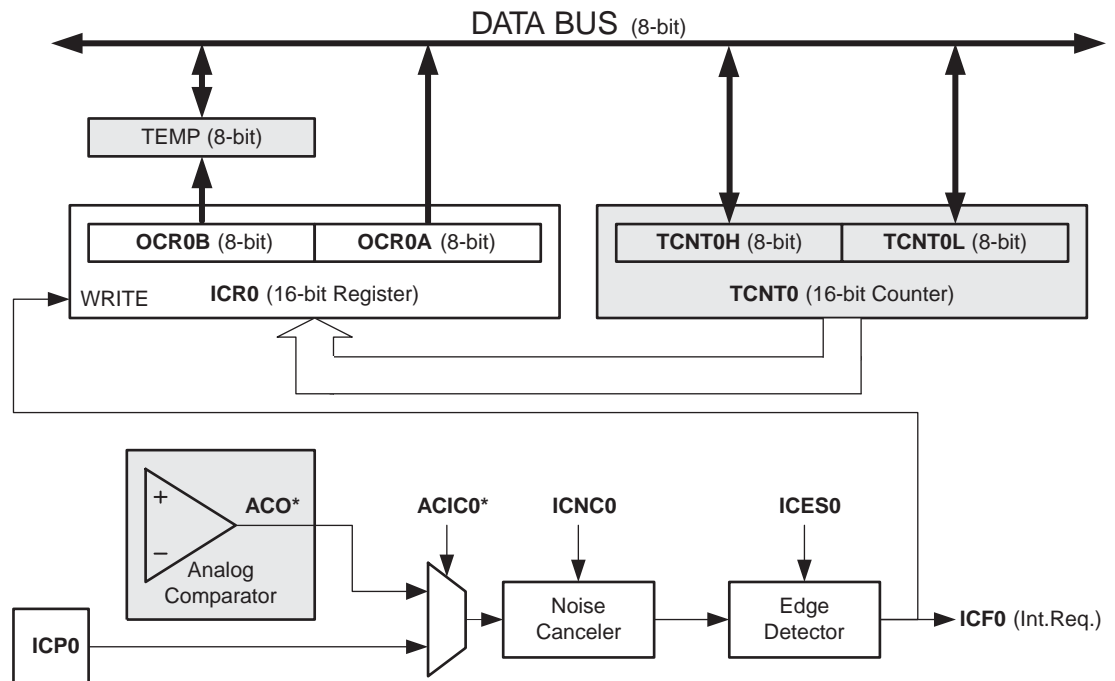 DATA BUS (8-bit)
TEMP (8-bit)
OCR0B (8-bit) OCR0A (8-bit)
TCNT0H (8-bit) TCNT0L (8-bit)
WRITE
ICR0 (16-bit Register)
TCNT0 (16-bit Counter)
+
−
ACO*
Analog
Comparator
ACIC0*
ICNC0
ICES0
ICP0
Noise
Canceler
Edge
Detector
ICF0 (Int.Req.)